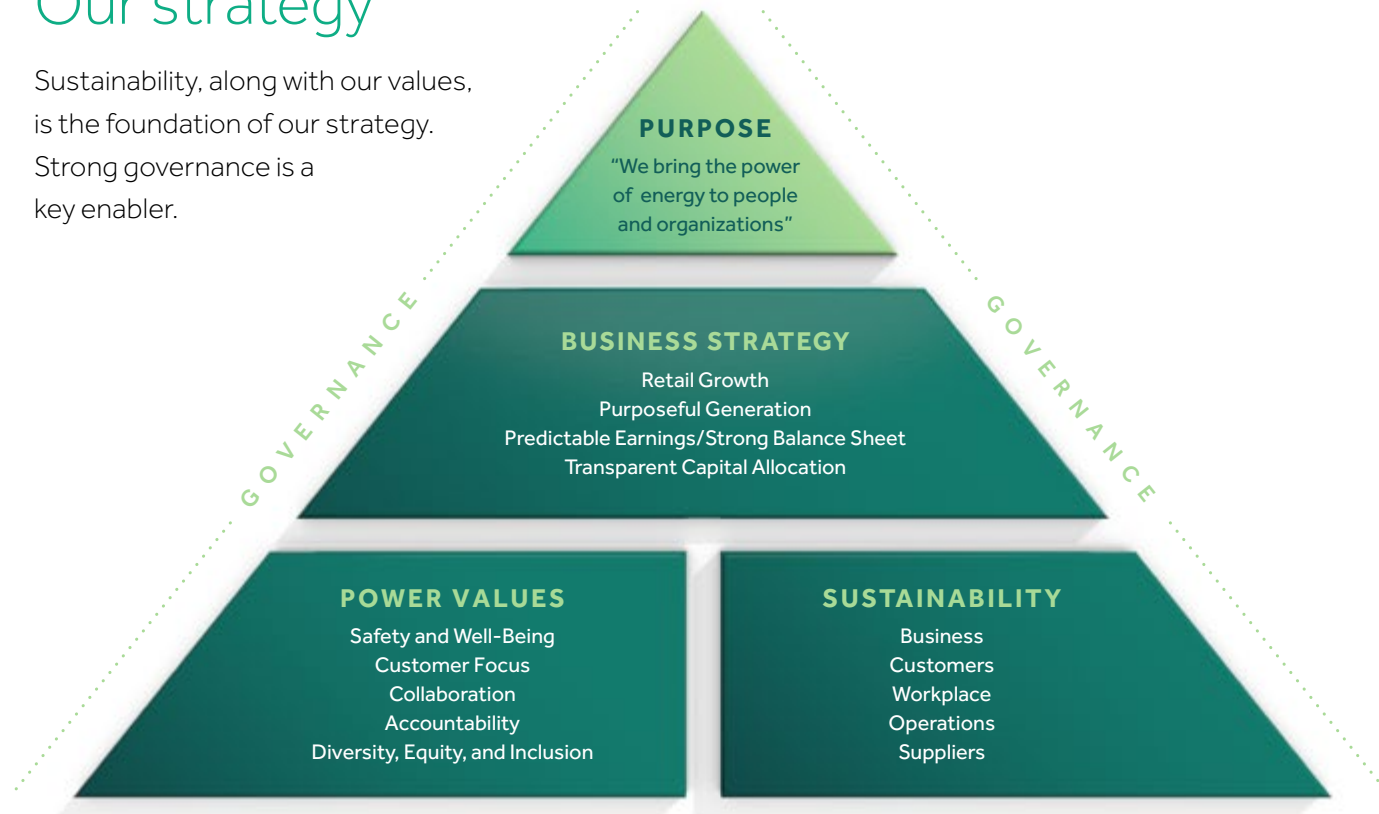 Our strategy
Sustainability, along with our values,
is the foundation of our strategy.
Strong governance is a
key enabler.
PURPOSE
“We bring the power
of energy to people
and organizations”
GOVERNANCE
GOVERNANCE
BUSINESS STRATEGY
Retail Growth
Purposeful Generation
Predictable Earnings/Strong Balance Sheet
Transparent Capital Allocation
POWER VALUES
Safety and Well-Being
Customer Focus
Collaboration
Accountability
Diversity, Equity, and Inclusion
SUSTAINABILITY
Business
Customers
Workplace
Operations
Suppliers